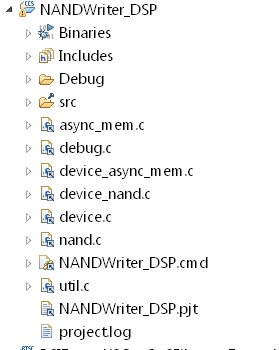 NANDWriter_DSP
Binaries
Includes
Debug
src
async_mem.c
debug.c
device_async_mem.c
device_nand.c
device.c
nand.c
NANDWriter_DSP.cmd
util.c
NANDWriter_DSP.pjt
project.log